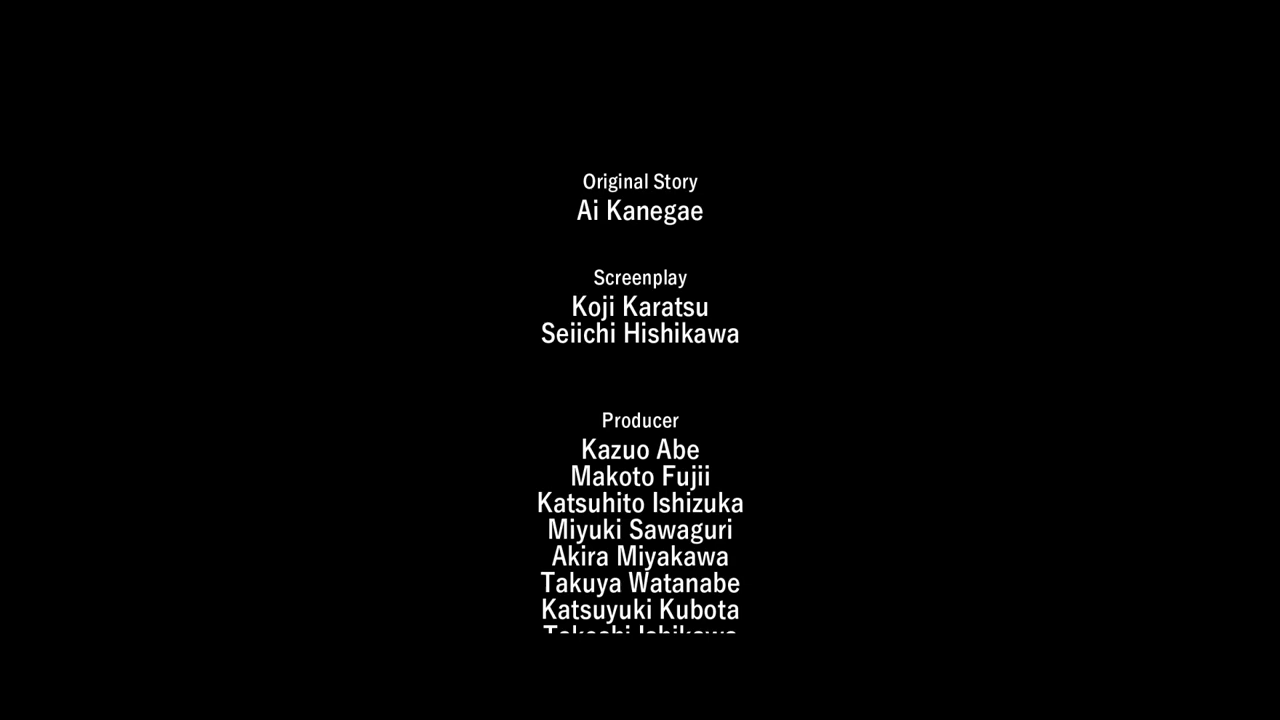 Original Story
Ai Kanegae
Screenplay
Koji Karatsu
Seiichi Hishikawa
Producer
Kazuo Abe
Makoto Fujii
Katsuhito Ishizuka
Miyuki Sawaguri
Akira Miyakawa
Takuya Watanabe
Katsuyuki Kubota